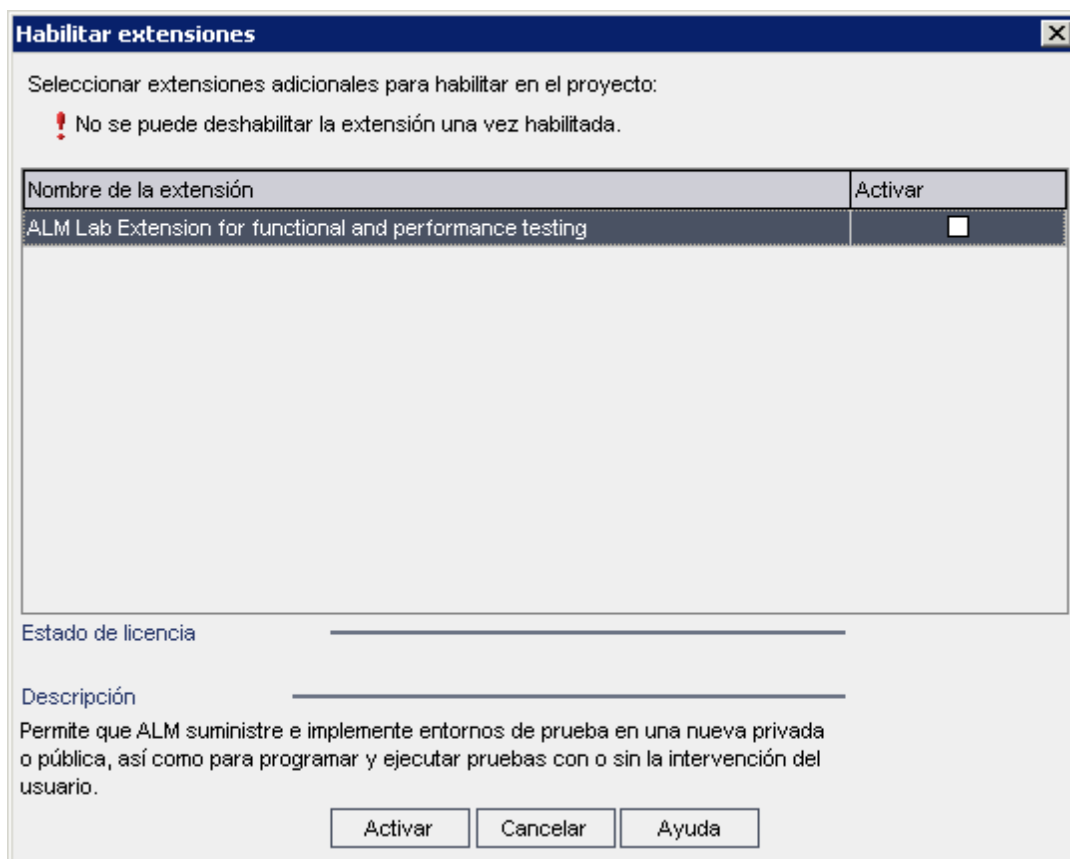 Habilitar extensiones
Seleccionar extensiones adicionales para habilitar en el proyecto:
No se puede deshabilitar la extensión una vez habilitada.
Nombre de la extensión Activar
ALM Lab Extension for functional and performance testing
Estado de licencia
Descripción
Permite que ALM suministre e implemente entornos de prueba en una nueva privada
o pública, así como para programar y ejecutar pruebas con o sin la intervención del
usuario.
Activar Cancelar Ayuda